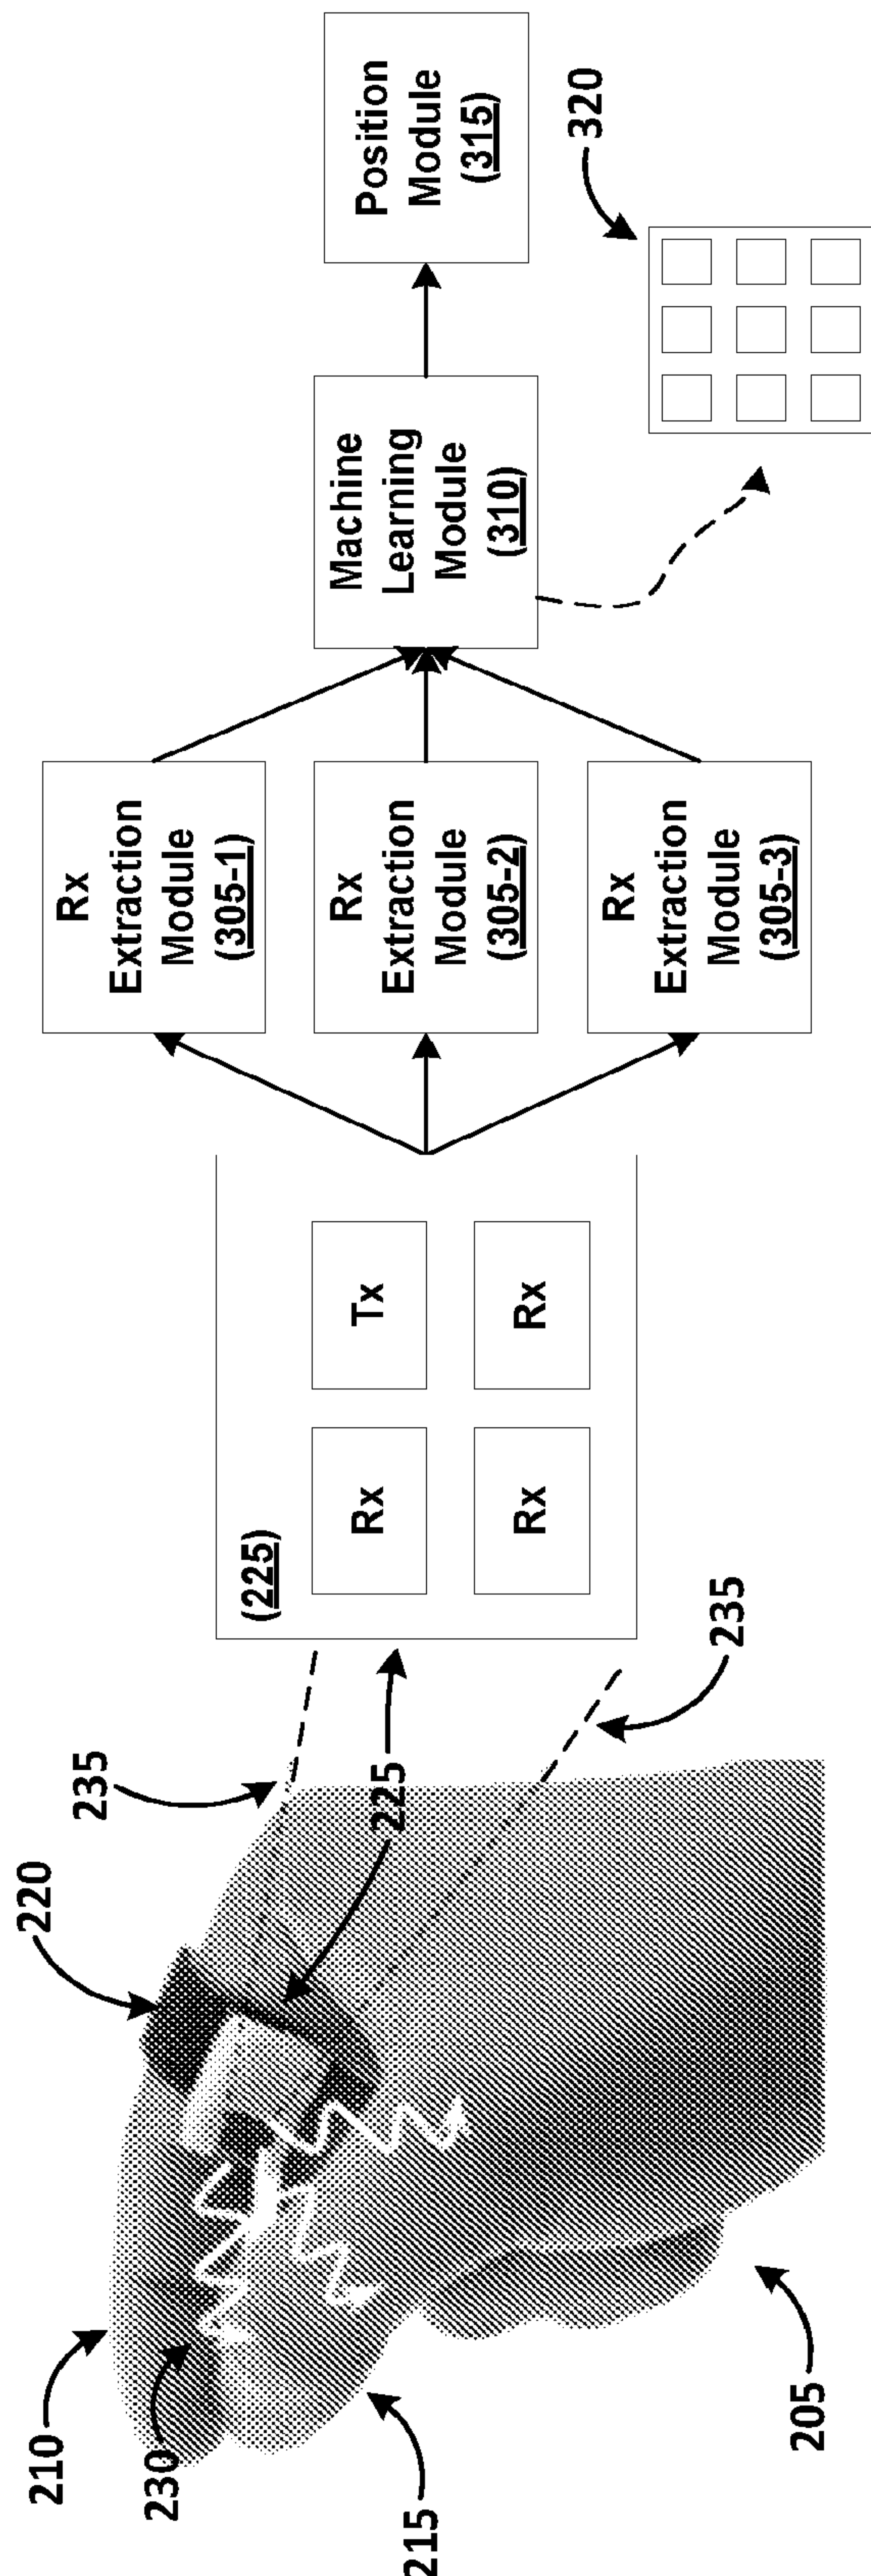 210
230
215
205
220
235
225
235
(225)
Rx
Tx
Rx
Rx
Rx
Extraction
Module
(305-1)
Rx
Extraction
Module
(305-2)
Rx
Extraction
Module
(305-3)
Machine
Learning
Module
(310)
Position
Module
(315)
320